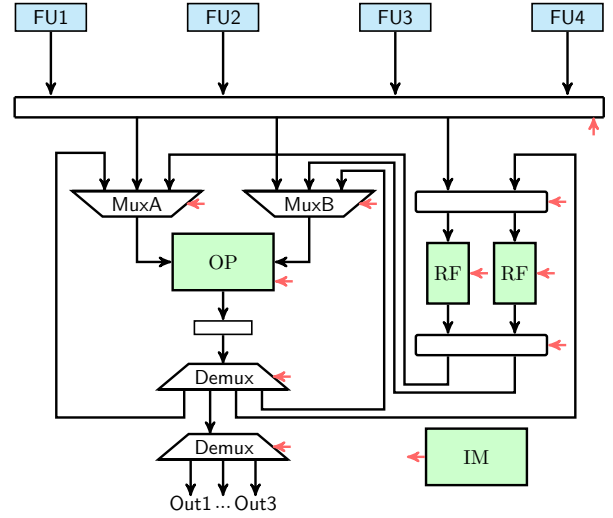 FU1 FU2 FU3 FU4
MuxA MuxB
OP RF RF
Demux
Demux IM
Out1 ... Out3